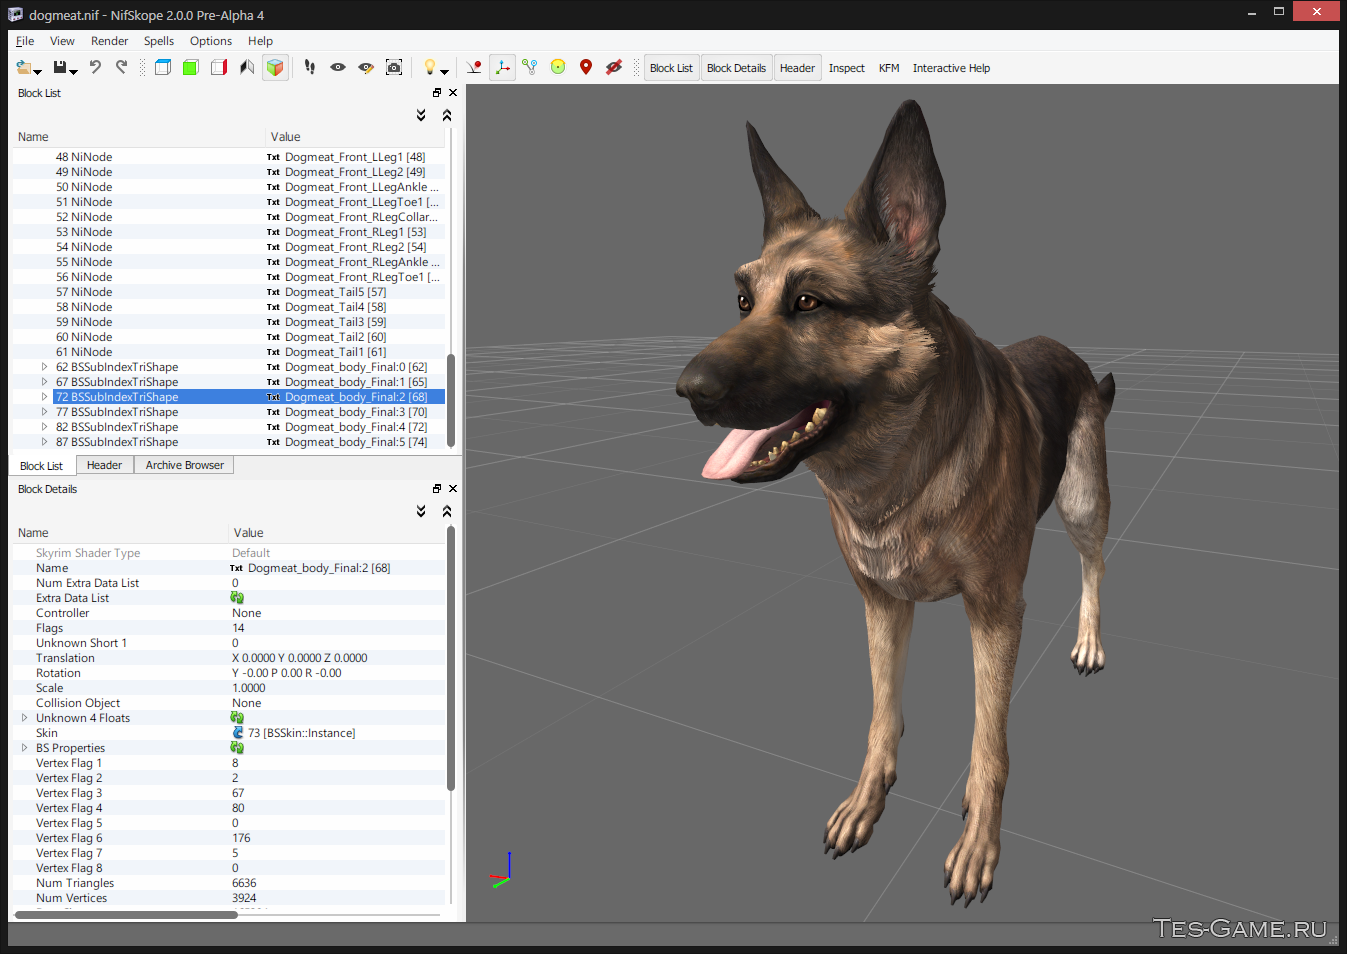 dogmeat.nif - NifSkope 2.0.0 Pre-Alpha 4
File View Render Spells Options Help
Block List Block Details Header Inspect KFM Interactive Help
Block List
Name Value
48 NiNode Txt Dogmeat_Front_LLeg1 [48]
49 NiNode Txt Dogmeat_Front_LLeg2 [49]
50 NiNode Txt Dogmeat_Front_LLegAnkle ...
51 NiNode Txt Dogmeat_Front_LLegToe1 [...
52 NiNode Txt Dogmeat_Front_RLegCollar...
53 NiNode Txt Dogmeat_Front_RLeg1 [53]
54 NiNode Txt Dogmeat_Front_RLeg2 [54]
55 NiNode Txt Dogmeat_Front_RLegAnkle ...
56 NiNode Txt Dogmeat_Front_RLegToe1 [...
57 NiNode Txt Dogmeat_Tail5 [57]
58 NiNode Txt Dogmeat_Tail4 [58]
59 NiNode Txt Dogmeat_Tail3 [59]
60 NiNode Txt Dogmeat_Tail2 [60]
61 NiNode Txt Dogmeat_Tail1 [61]
62 BSSubIndexTriShape Txt Dogmeat_body_Final:0 [62]
67 BSSubIndexTriShape Txt Dogmeat_body_Final:1 [65]
72 BSSubIndexTriShape Txt Dogmeat_body_Final:2 [68]
77 BSSubIndexTriShape Txt Dogmeat_body_Final:3 [70]
82 BSSubIndexTriShape Txt Dogmeat_body_Final:4 [72]
87 BSSubIndexTriShape Txt Dogmeat_body_Final:5 [74]
Block List Header Archive Browser
Block Details
Name Value
Skyrim Shader Type Default
Name Txt Dogmeat_body_Final:2 [68]
Num Extra Data List 0
Extra Data List
Controller None
Flags 14
Unknown Short 1 0
Translation X 0.0000 Y 0.0000 Z 0.0000
Rotation Y -0.00 P 0.00 R -0.00
Scale 1.0000
Collision Object None
Unknown 4 Floats
Skin 73 [BSSkin::Instance]
BS Properties
Vertex Flag 1 8
Vertex Flag 2 2
Vertex Flag 3 67
Vertex Flag 4 80
Vertex Flag 5 0
Vertex Flag 6 176
Vertex Flag 7 5
Vertex Flag 8 0
Num Triangles 6636
Num Vertices 3924
Tes-Game.ru